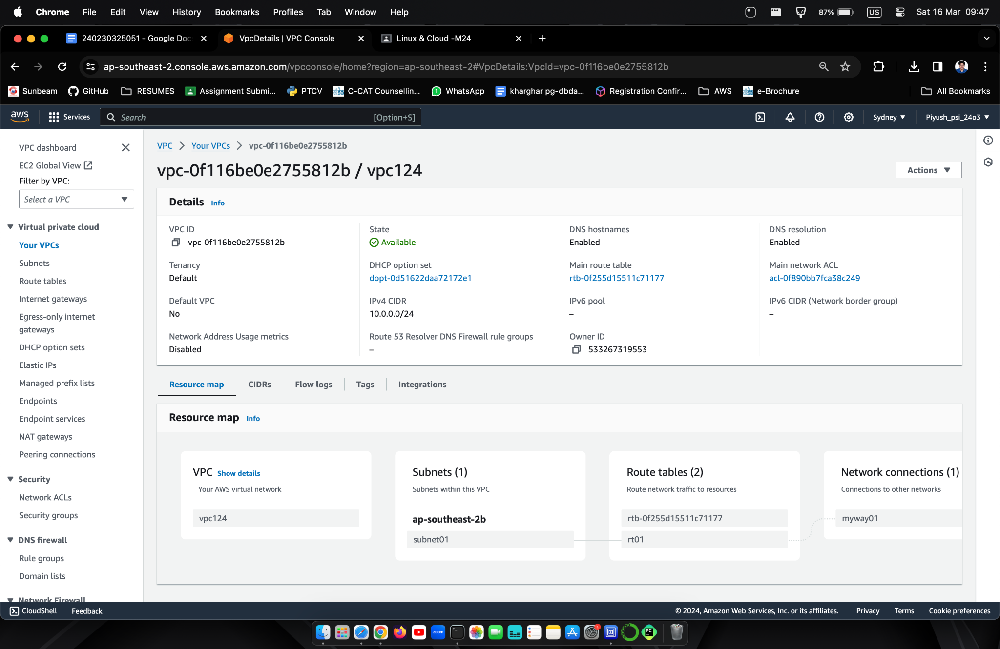 Chrome File Edit View History Bookmarks Profiles Tab Window Help 87% US Sat 16 Mar 09:47
240230325051 - Google Doc VpcDetails | VPC Console Linux & Cloud -M24
ap-southeast-2.console.aws.amazon.com/vpcconsole/home?region=ap-southeast-2#VpcDetails:VpcId=vpc-0f116be0e2755812b
Sunbeam GitHub RESUMES Assignment Submi... PTCV C-CAT Counsellin... WhatsApp kharghar pg-dbda... Registration Confir... AWS e-Brochure All Bookmarks
aws Services Search [Option+S] Sydney Piyush_psi_24o3
VPC dashboard
EC2 Global View
Filter by VPC:
Select a VPC
Virtual private cloud
Your VPCs
Subnets
Route tables
Internet gateways
Egress-only internet
gateways
DHCP option sets
Elastic IPs
Managed prefix lists
Endpoints
Endpoint services
NAT gateways
Peering connections
Security
Network ACLs
Security groups
DNS firewall
Rule groups
Domain lists
Network Firewall
VPC Your VPCs vpc-0f116be0e2755812b
vpc-0f116be0e2755812b / vpc124
Actions
Details Info
VPC ID State DNS hostnames DNS resolution
vpc-0f116be0e2755812b Available Enabled Enabled
Tenancy DHCP option set Main route table Main network ACL
Default dopt-0d51622daa72172e1 rtb-0f255d15511c71177 acl-0f890bb7fca38c249
Default VPC IPv4 CIDR IPv6 pool IPv6 CIDR (Network border group)
No 10.0.0.0/24 – –
Network Address Usage metrics Route 53 Resolver DNS Firewall rule groups Owner ID
Disabled – 533267319553
Resource map CIDRs Flow logs Tags Integrations
Resource map Info
VPC Show details
Your AWS virtual network
vpc124
Subnets (1)
Subnets within this VPC
ap-southeast-2b
subnet01
Route tables (2)
Route network traffic to resources
rtb-0f255d15511c71177
rt01
Network connections (1)
Connections to other networks
myway01
CloudShell Feedback © 2024, Amazon Web Services, Inc. or its affiliates. Privacy Terms Cookie preferences
zoom 1 PC